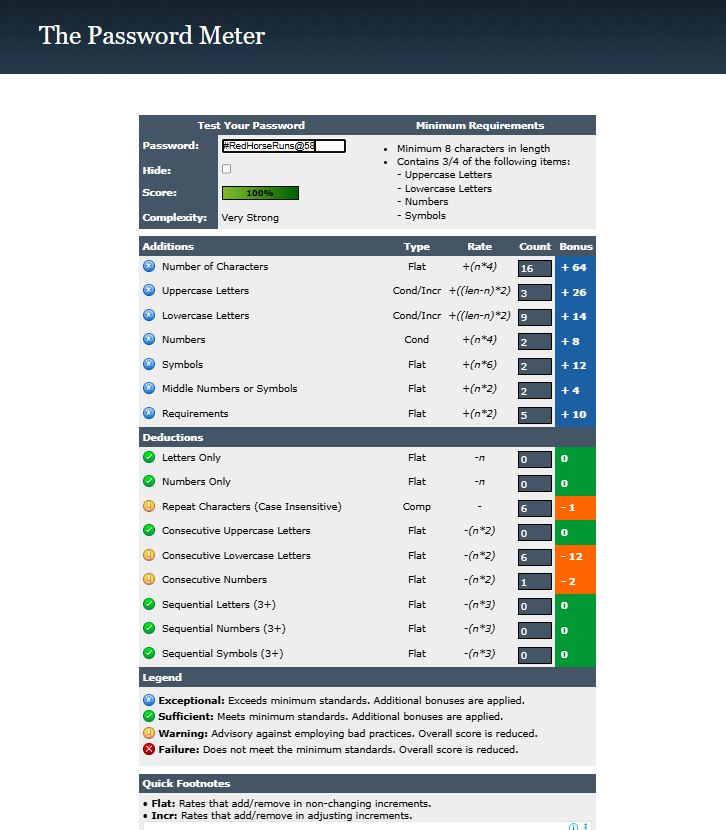 The Password Meter
Test Your Password Minimum Requirements
Password: #RedHorseRuns@58
• Minimum 8 characters in length
Hide:
• Contains 3/4 of the following items:
- Uppercase Letters
Score: 100%
- Lowercase Letters
- Numbers
Complexity: Very Strong
- Symbols
Additions Type Rate Count Bonus
Number of Characters Flat +(n*4) 16 + 64
Uppercase Letters Cond/Incr +((len-n)*2) 3 + 26
Lowercase Letters Cond/Incr +((len-n)*2) 9 + 14
Numbers Cond +(n*4) 2 + 8
Symbols Flat +(n*6) 2 + 12
Middle Numbers or Symbols Flat +(n*2) 2 + 4
Requirements Flat +(n*2) 5 + 10
Deductions
Letters Only Flat -n 0 0
Numbers Only Flat -n 0 0
Repeat Characters (Case Insensitive) Comp - 6 - 1
Consecutive Uppercase Letters Flat -(n*2) 0 0
Consecutive Lowercase Letters Flat -(n*2) 6 - 12
Consecutive Numbers Flat -(n*2) 1 - 2
Sequential Letters (3+) Flat -(n*3) 0 0
Sequential Numbers (3+) Flat -(n*3) 0 0
Sequential Symbols (3+) Flat -(n*3) 0 0
Legend
Exceptional: Exceeds minimum standards. Additional bonuses are applied.
Sufficient: Meets minimum standards. Additional bonuses are applied.
Warning: Advisory against employing bad practices. Overall score is reduced.
Failure: Does not meet the minimum standards. Overall score is reduced.
Quick Footnotes
• Flat: Rates that add/remove in non-changing increments.
• Incr: Rates that add/remove in adjusting increments.